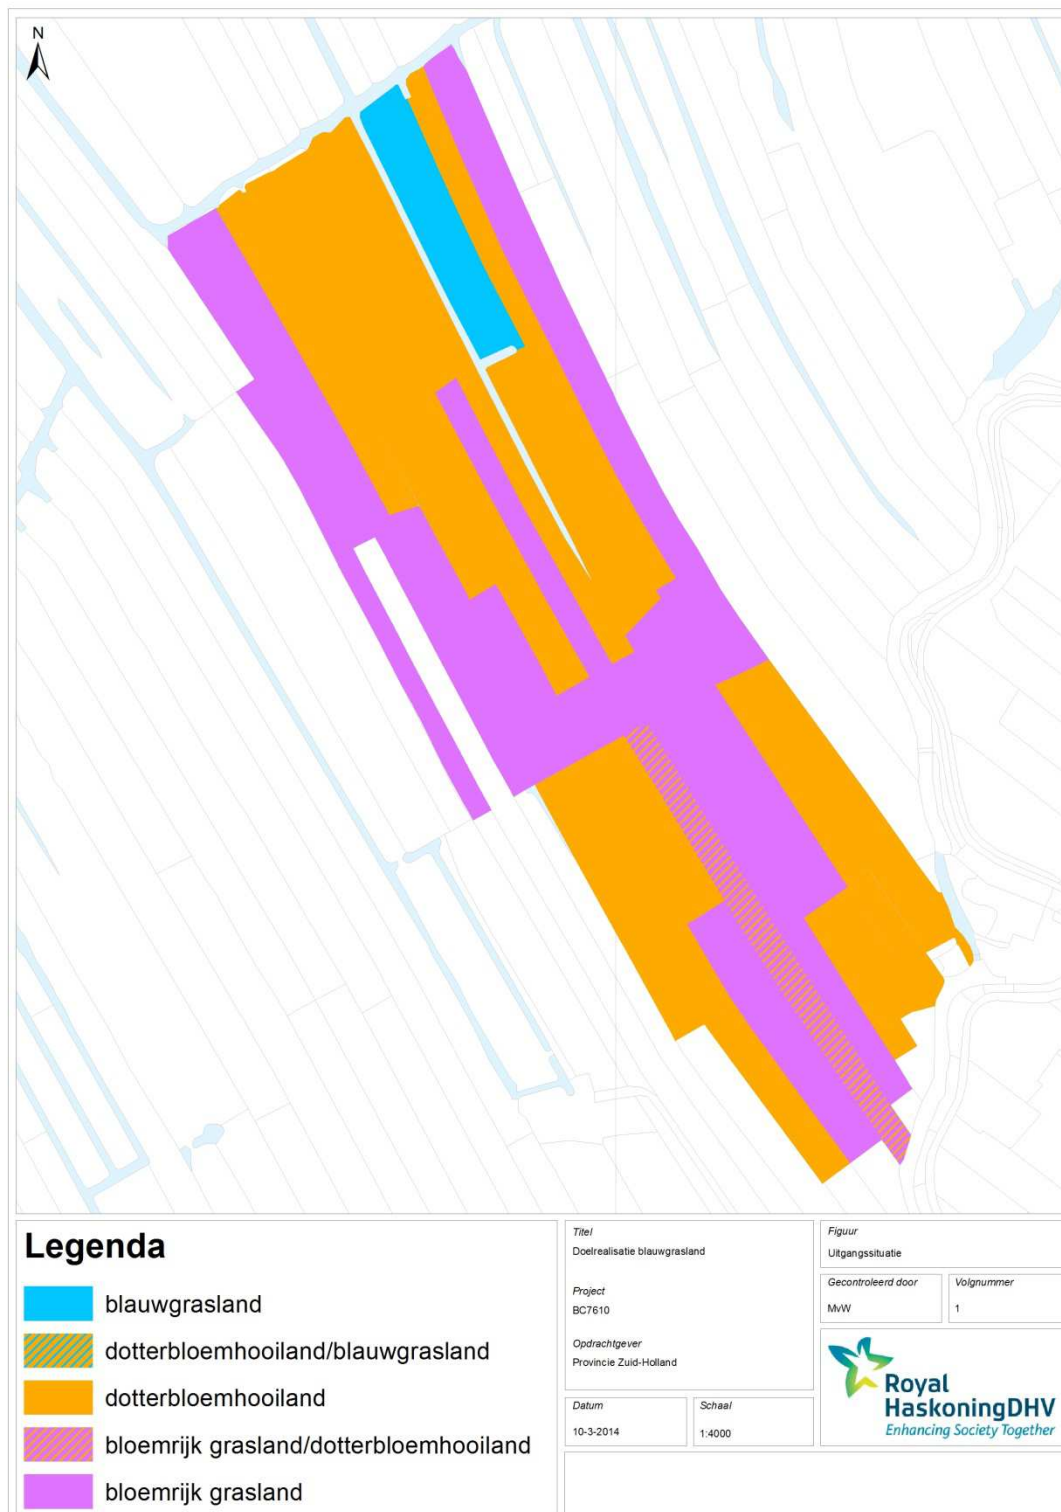 N
Legenda
blauwgrasland
dotterbloemhooiland/blauwgrasland
dotterbloemhooiland
bloemrijk grasland/dotterbloemhooiland
bloemrijk grasland
Titel
Doelrealisatie blauwgrasland
Project
BC7610
Opdrachtgever
Provincie Zuid-Holland
Datum
10-3-2014
Schaal
1:4000
Figuur
Uitgangssituatie
Gecontroleerd door
MvW
Volgnummer
1
Royal
HaskoningDHV
Enhancing Society Together